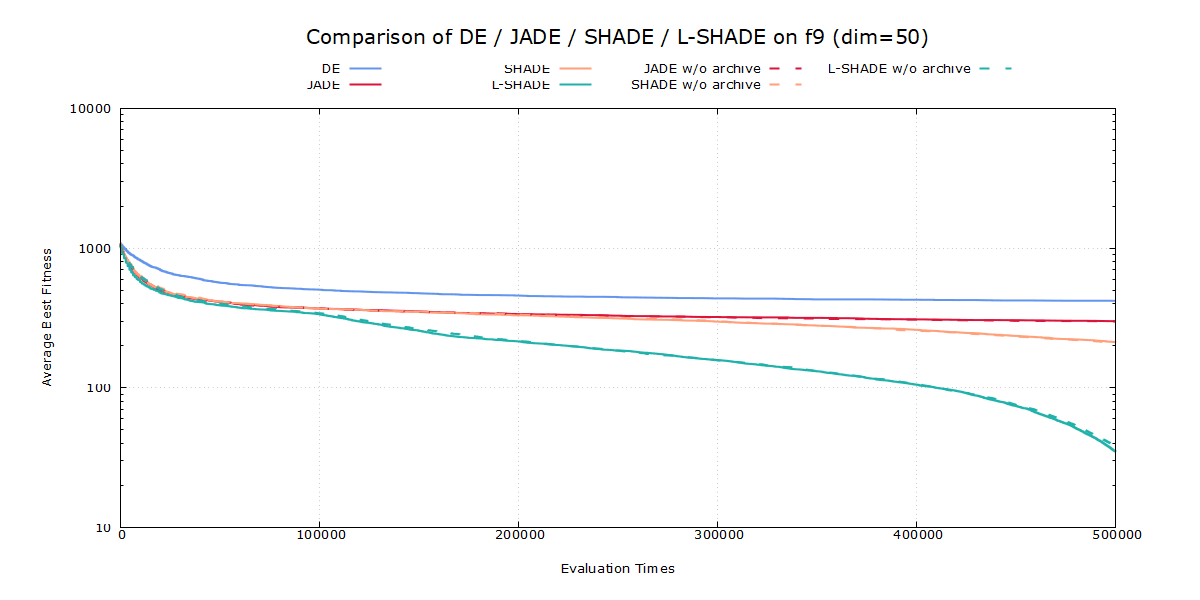 Comparison of DE / JADE / SHADE / L-SHADE on f9 (dim=50)
DE SHADE JADE w/o archive L-SHADE w/o archive
JADE L-SHADE SHADE w/o archive
10000
1000
100
10
Average Best Fitness
0 100000 200000 300000 400000 500000
Evaluation Times